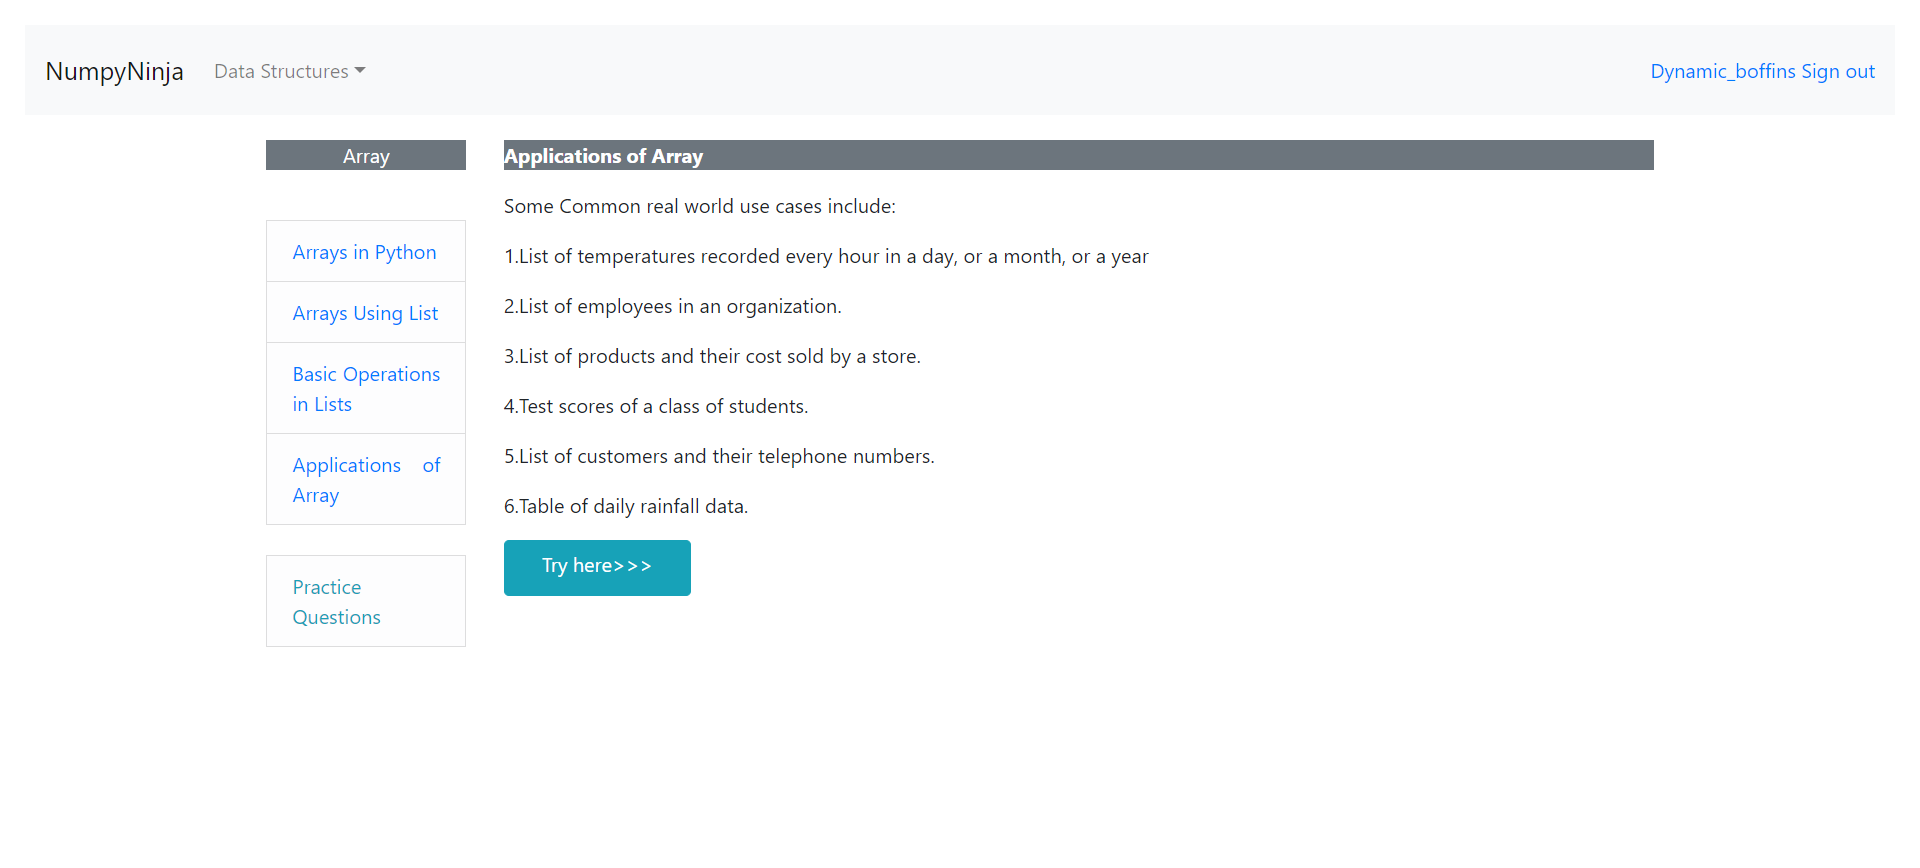 NumpyNinja Data Structures Dynamic_boffins Sign out
Array
Arrays in Python
Arrays Using List
Basic Operations
in Lists
Applications of
Array
Practice
Questions
Applications of Array
Some Common real world use cases include:
1.List of temperatures recorded every hour in a day, or a month, or a year
2.List of employees in an organization.
3.List of products and their cost sold by a store.
4.Test scores of a class of students.
5.List of customers and their telephone numbers.
6.Table of daily rainfall data.
Try here>>>